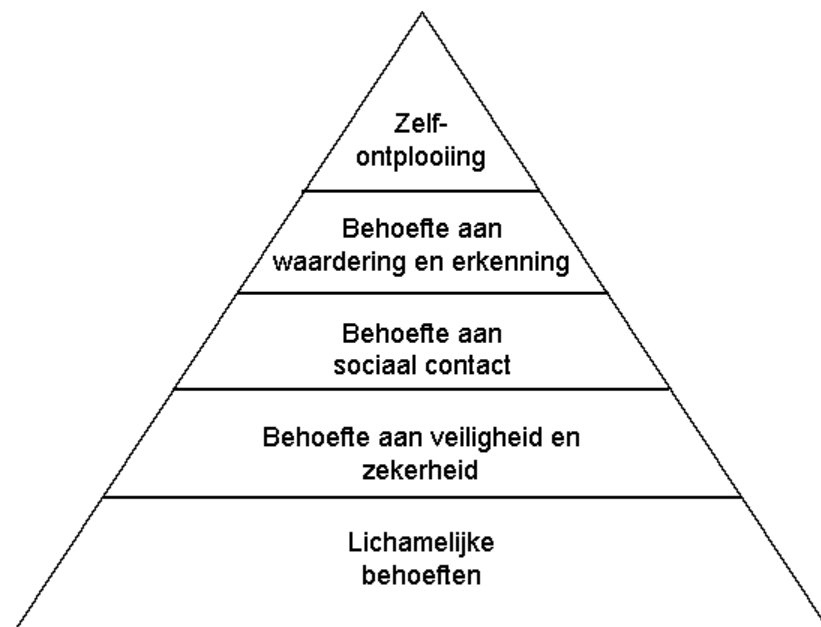 Zelf-
ontplooiing
Behoefte aan
waardering en erkenning
Behoefte aan
sociaal contact
Behoefte aan veiligheid en
zekerheid
Lichamelijke
behoeften